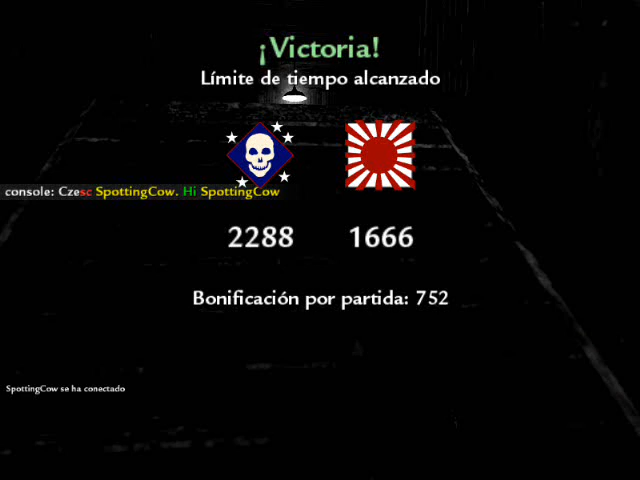 ¡Victoria!
Límite de tiempo alcanzado
console: Czesc SpottingCow. Hi SpottingCow
2288 1666
Bonificación por partida: 752
SpottingCow se ha conectado